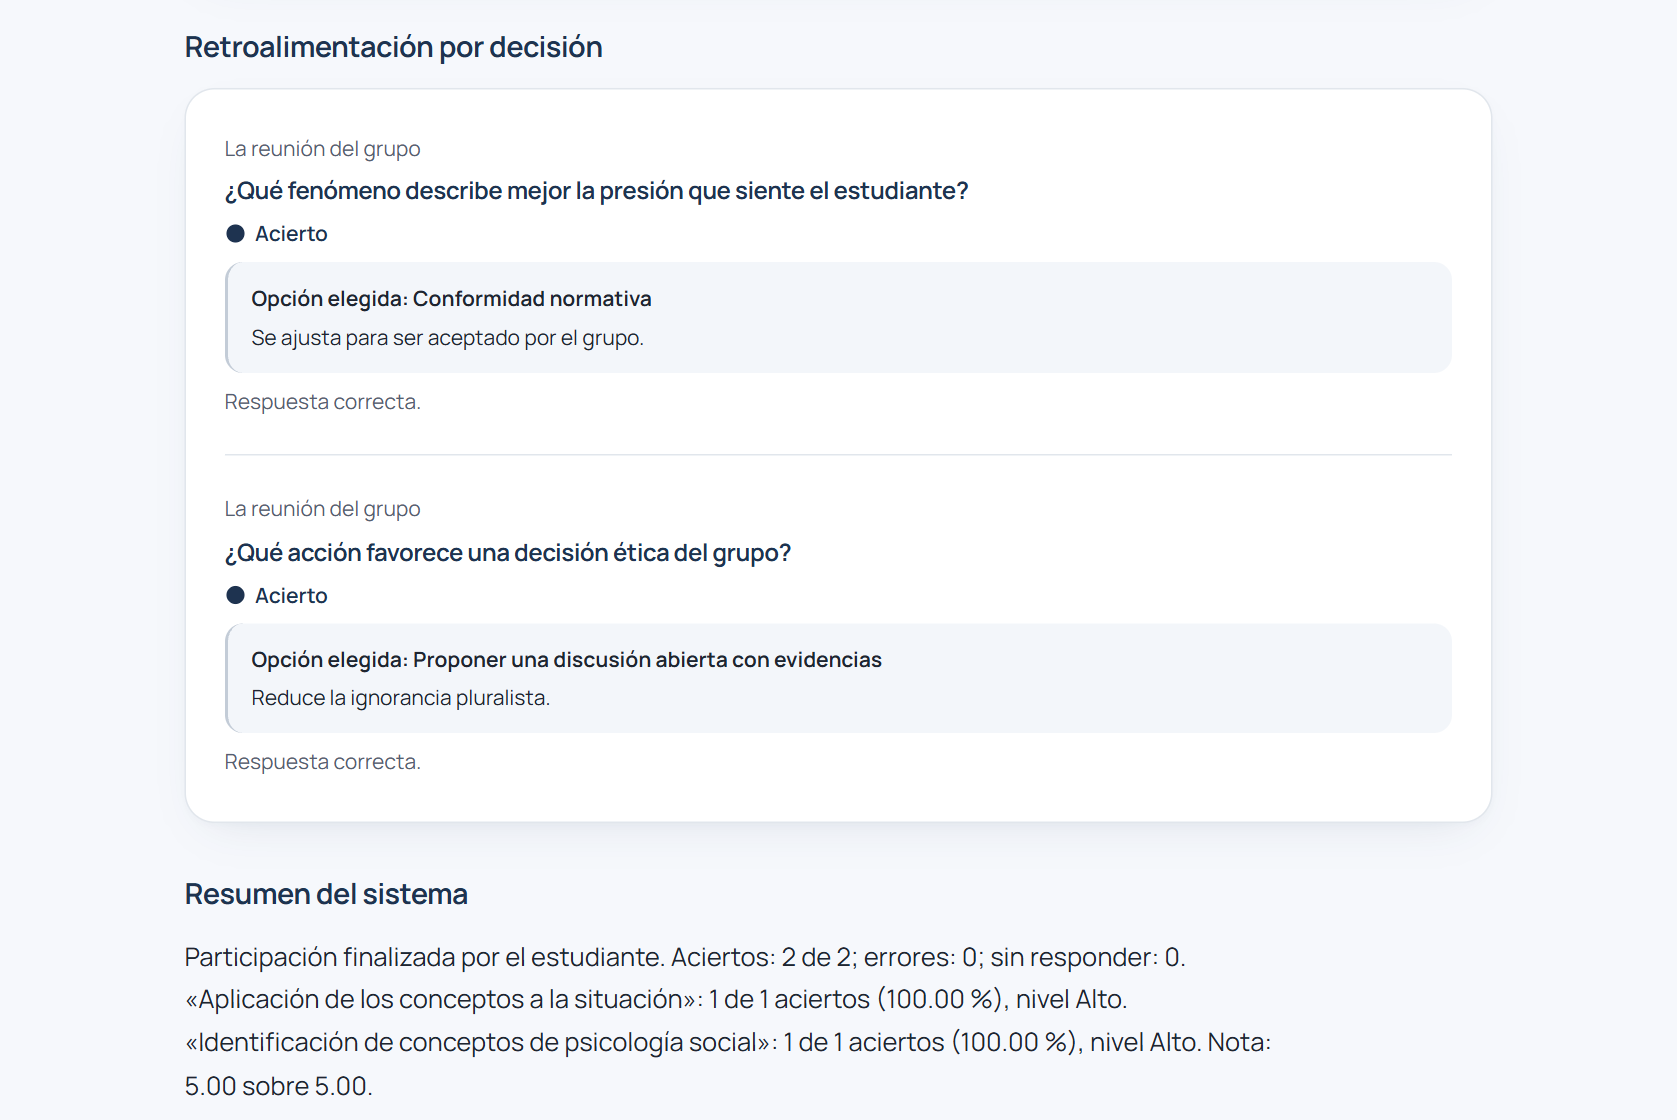 Retroalimentación por decisión
La reunión del grupo
¿Qué fenómeno describe mejor la presión que siente el estudiante?
Acierto
Opción elegida: Conformidad normativa
Se ajusta para ser aceptado por el grupo.
Respuesta correcta.
La reunión del grupo
¿Qué acción favorece una decisión ética del grupo?
Acierto
Opción elegida: Proponer una discusión abierta con evidencias
Reduce la ignorancia pluralista.
Respuesta correcta.
Resumen del sistema
Participación finalizada por el estudiante. Aciertos: 2 de 2; errores: 0; sin responder: 0.
«Aplicación de los conceptos a la situación»: 1 de 1 aciertos (100.00 %), nivel Alto.
«Identificación de conceptos de psicología social»: 1 de 1 aciertos (100.00 %), nivel Alto. Nota:
5.00 sobre 5.00.